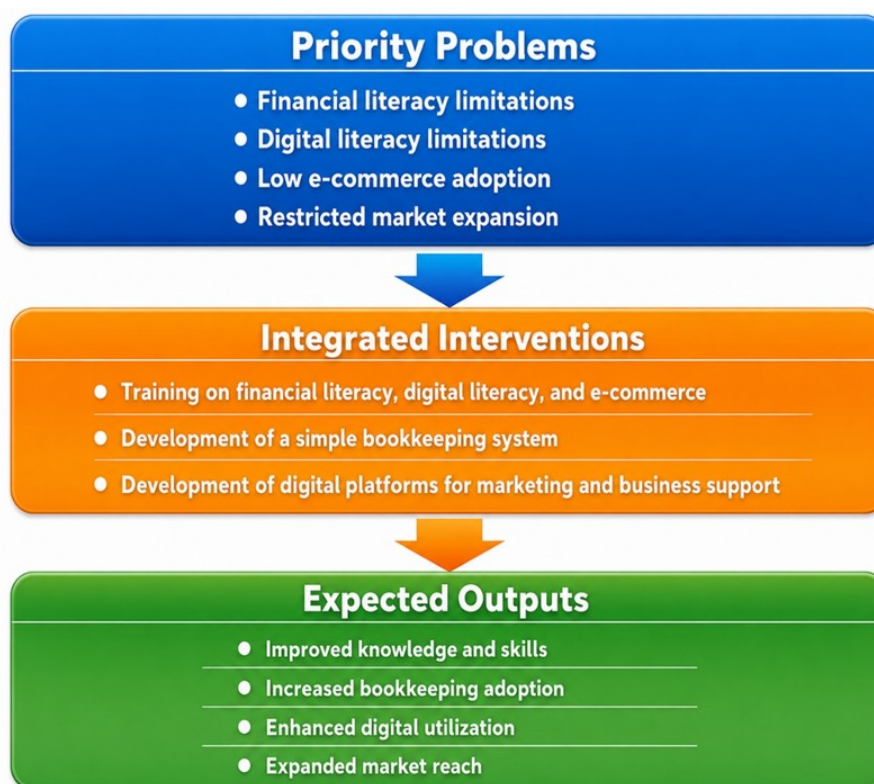 Priority Problems
● Financial literacy limitations
● Digital literacy limitations
● Low e-commerce adoption
● Restricted market expansion
Integrated Interventions
● Training on financial literacy, digital literacy, and e-commerce
● Development of a simple bookkeeping system
● Development of digital platforms for marketing and business support
Expected Outputs
● Improved knowledge and skills
● Increased bookkeeping adoption
● Enhanced digital utilization
● Expanded market reach